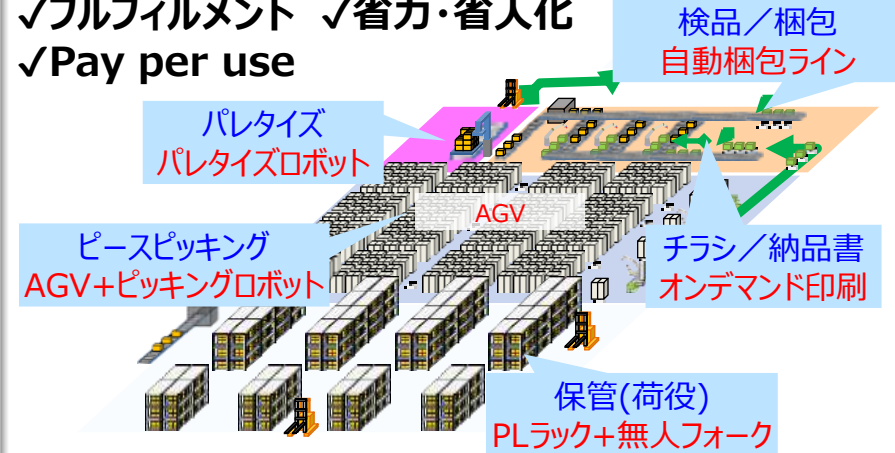 ✓フルフィルメント ✓省力・省人化
✓Pay per use
検品／梱包
自動梱包ライン
パレタイズ
パレタイズロボット
AGV
ピースピッキング
AGV+ピッキングロボット
チラシ／納品書
オンデマンド印刷
保管(荷役)
PLラック+無人フォーク